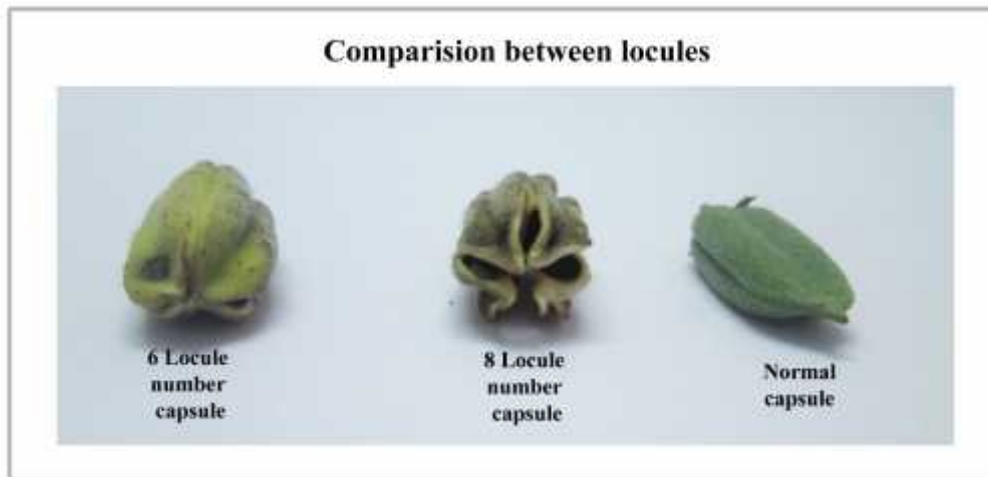 Comparision between locules
6 Locule
number
capsule
8 Locule
number
capsule
Normal
capsule